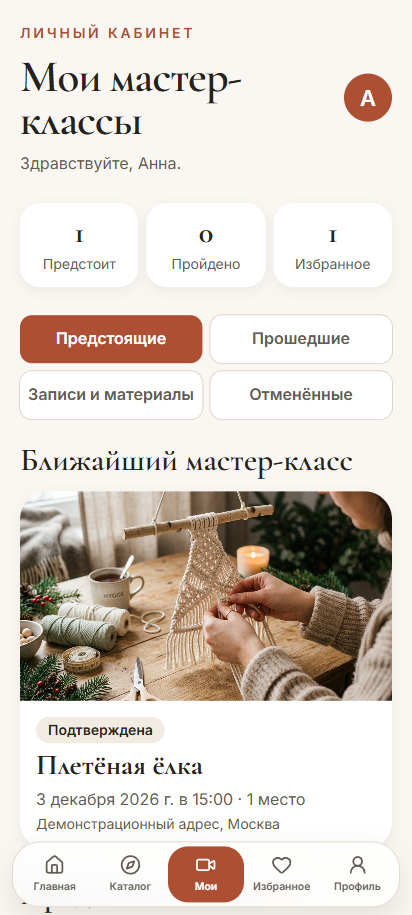 ЛИЧНЫЙ КАБИНЕТ
Мои мастер-
классы
A
Здравствуйте, Анна.
1
0
1
Предстоит
Пройдено
Избранное
Предстоящие
Прошедшие
Записи и материалы
Отменённые
Ближайший мастер-класс
HYGGE
Подтверждена
Плетёная ёлка
3 декабря 2026 г. в 15:00 · 1 место
Демонстрационный адрес, Москва
Главная
Каталог
Мои
Избранное
Профиль